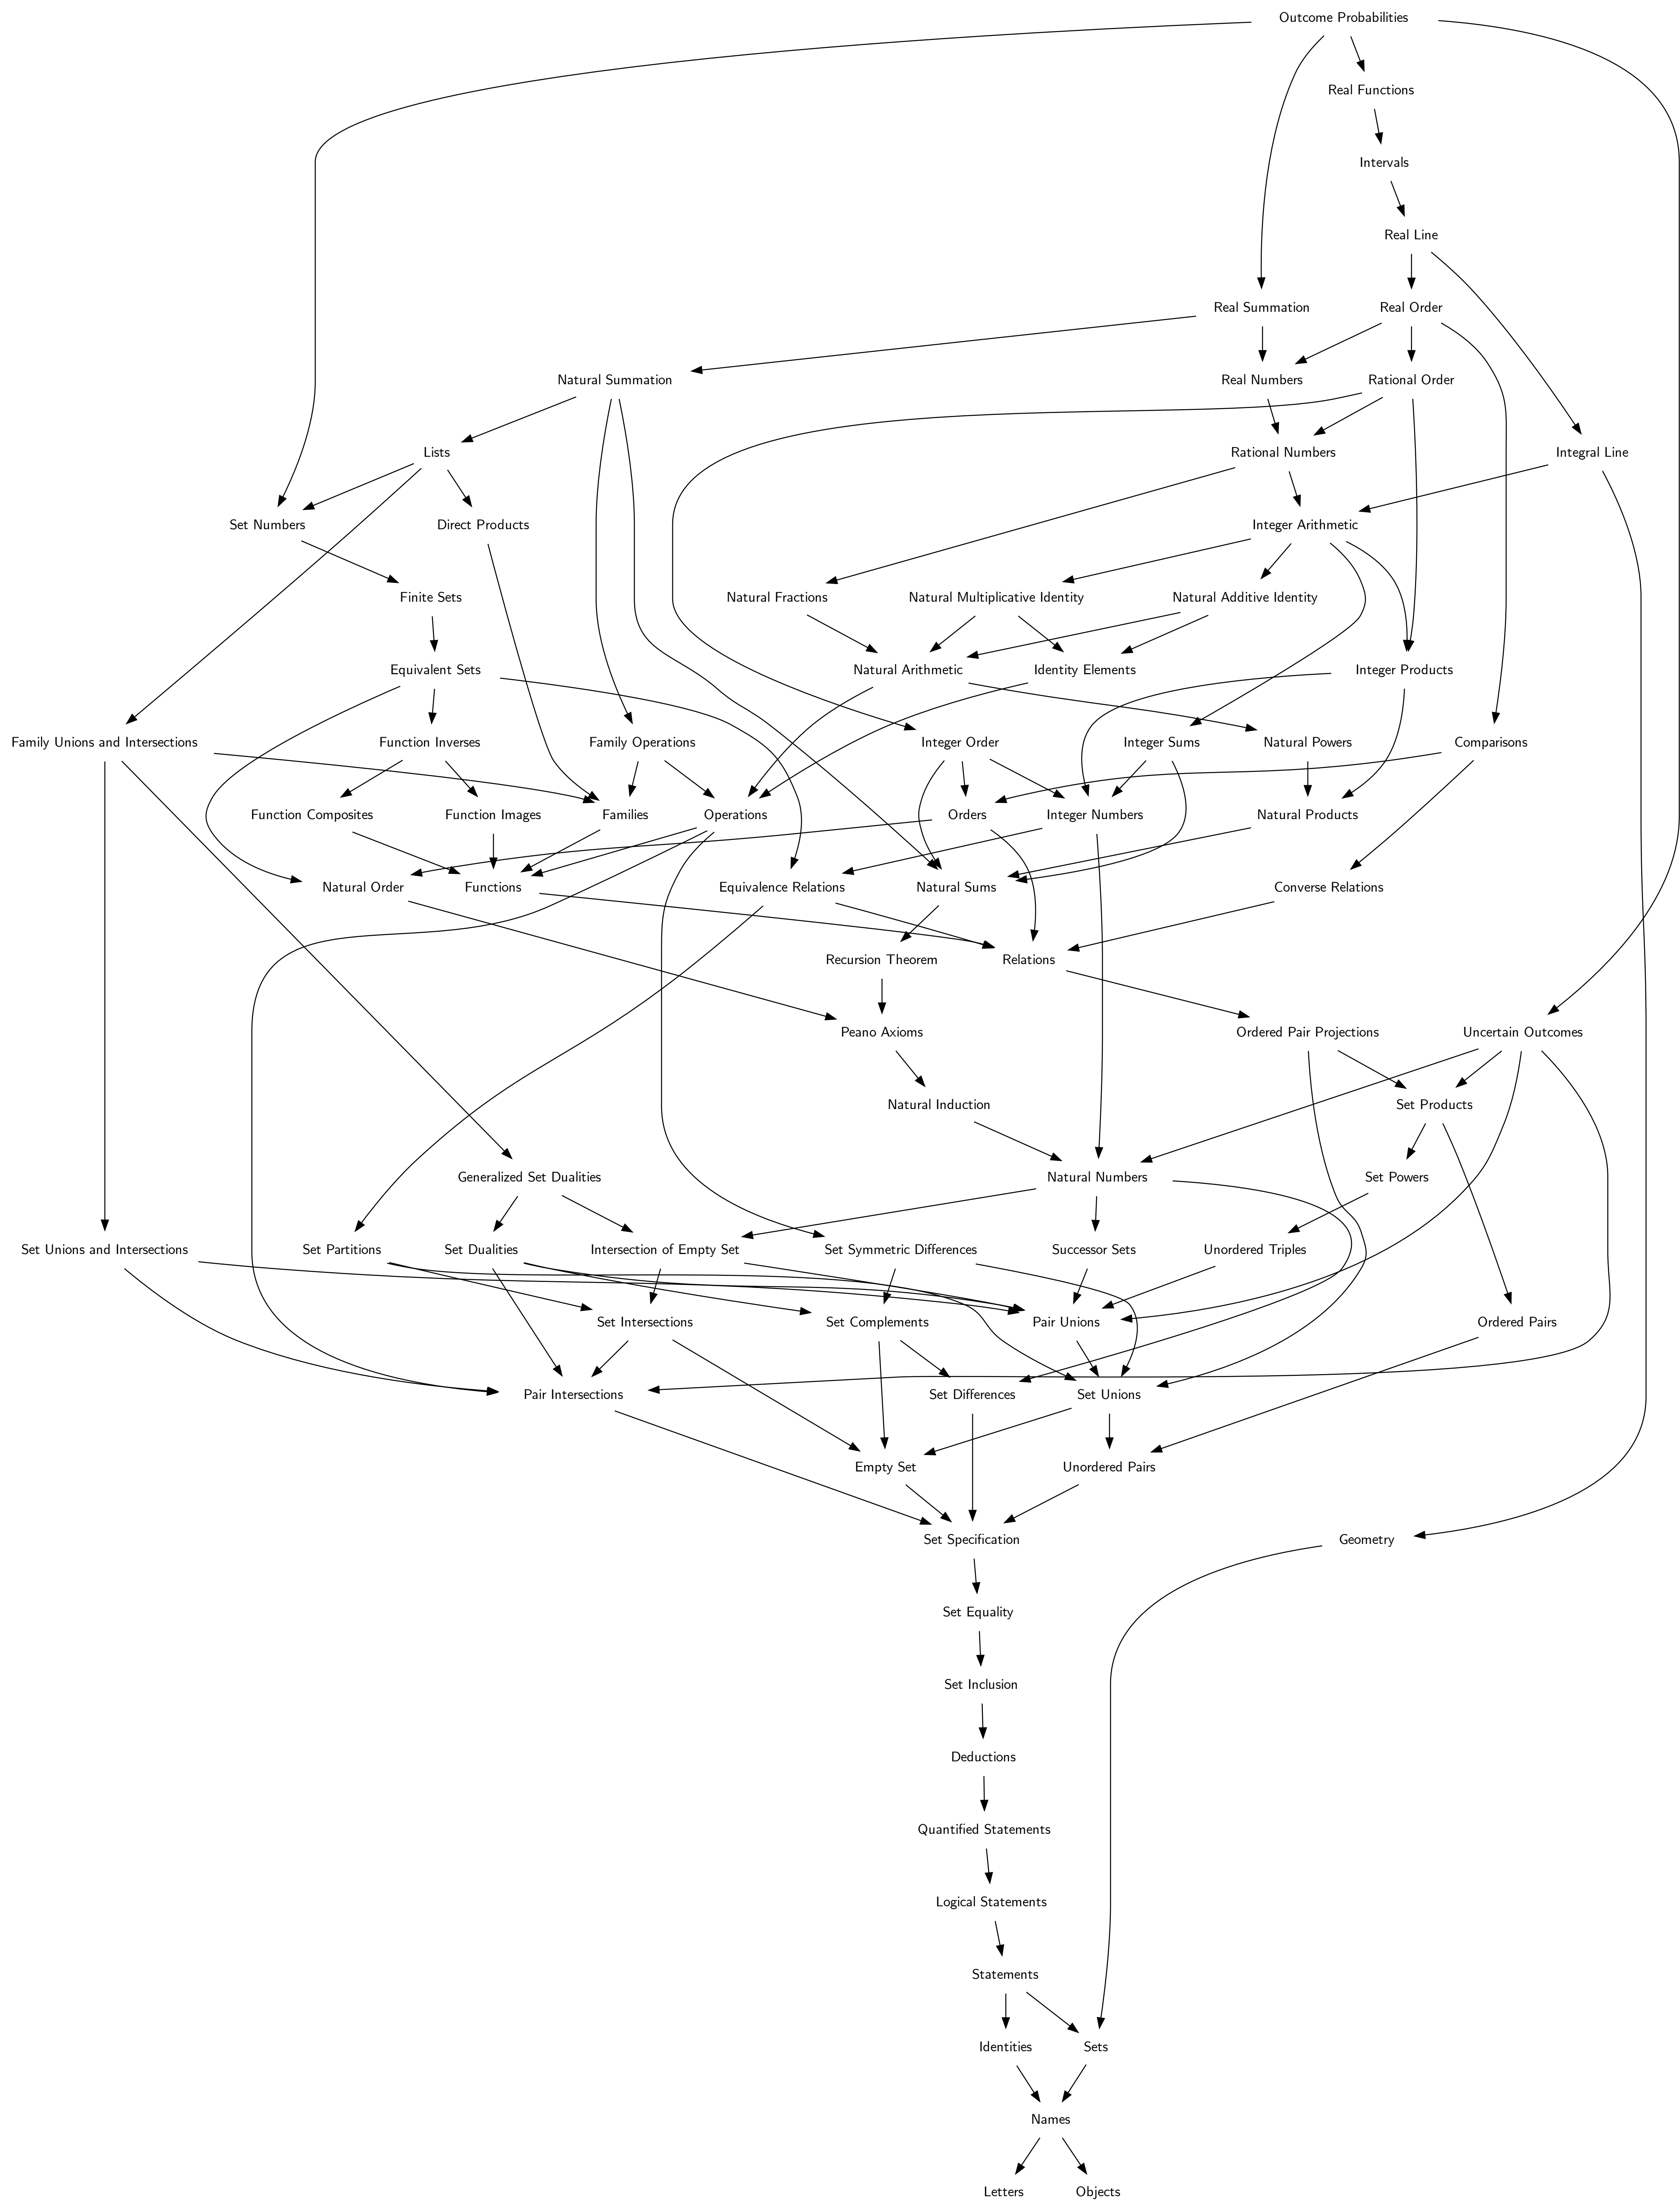 Outcome Probabilities
Real Functions
Intervals
Real Line
Real Summation
Real Order
Natural Summation
Real Numbers
Rational Order
Lists
Rational Numbers
Integral Line
Set Numbers
Direct Products
Integer Arithmetic
Finite Sets
Natural Fractions
Natural Multiplicative Identity
Natural Additive Identity
Equivalent Sets
Natural Arithmetic
Identity Elements
Integer Products
Family Unions and Intersections
Function Inverses
Family Operations
Integer Order
Integer Sums
Natural Powers
Comparisons
Function Composites
Function Images
Families
Operations
Orders
Integer Numbers
Natural Products
Natural Order
Functions
Equivalence Relations
Natural Sums
Converse Relations
Recursion Theorem
Relations
Peano Axioms
Ordered Pair Projections
Uncertain Outcomes
Natural Induction
Set Products
Generalized Set Dualities
Natural Numbers
Set Powers
Set Unions and Intersections
Set Partitions
Set Dualities
Intersection of Empty Set
Set Symmetric Differences
Successor Sets
Unordered Triples
Set Intersections
Set Complements
Pair Unions
Ordered Pairs
Pair Intersections
Set Differences
Set Unions
Empty Set
Unordered Pairs
Set Specification
Geometry
Set Equality
Set Inclusion
Deductions
Quantified Statements
Logical Statements
Statements
Identities
Sets
Names
Letters
Objects